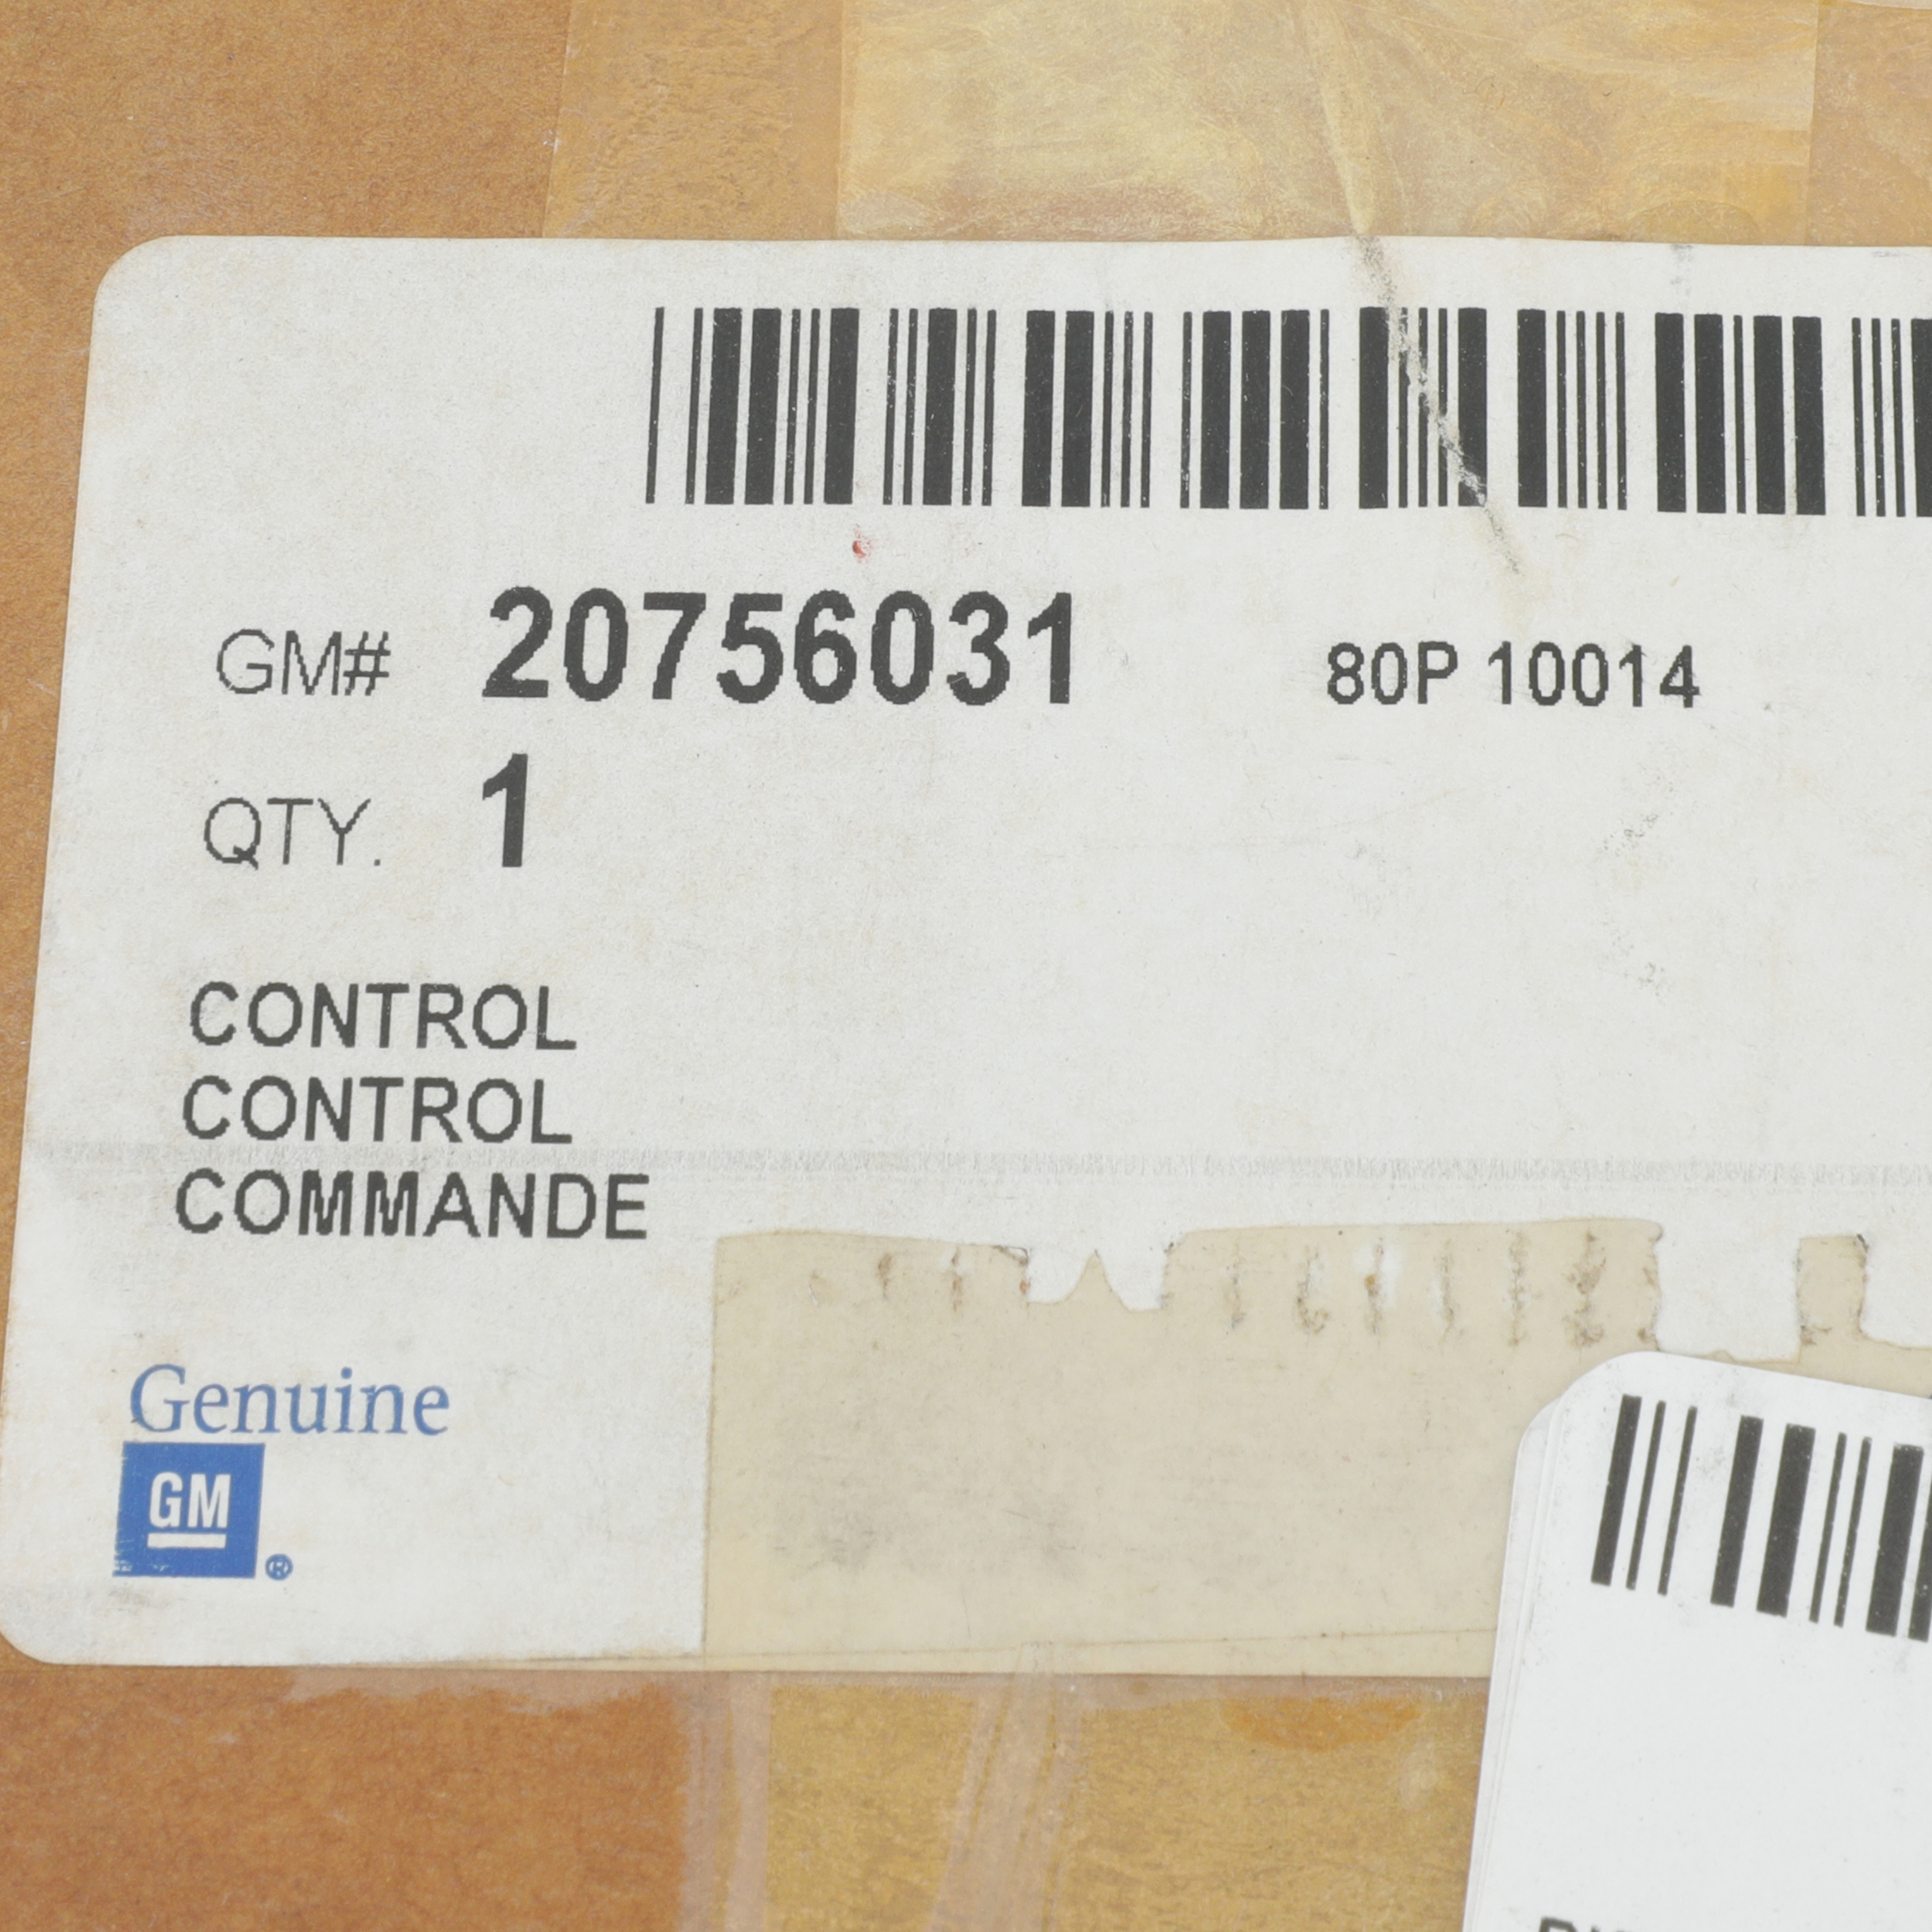 GM# 20756031 80P 10014
QTY. 1
CONTROL
CONTROL
COMMANDE
Genuine
GM ®